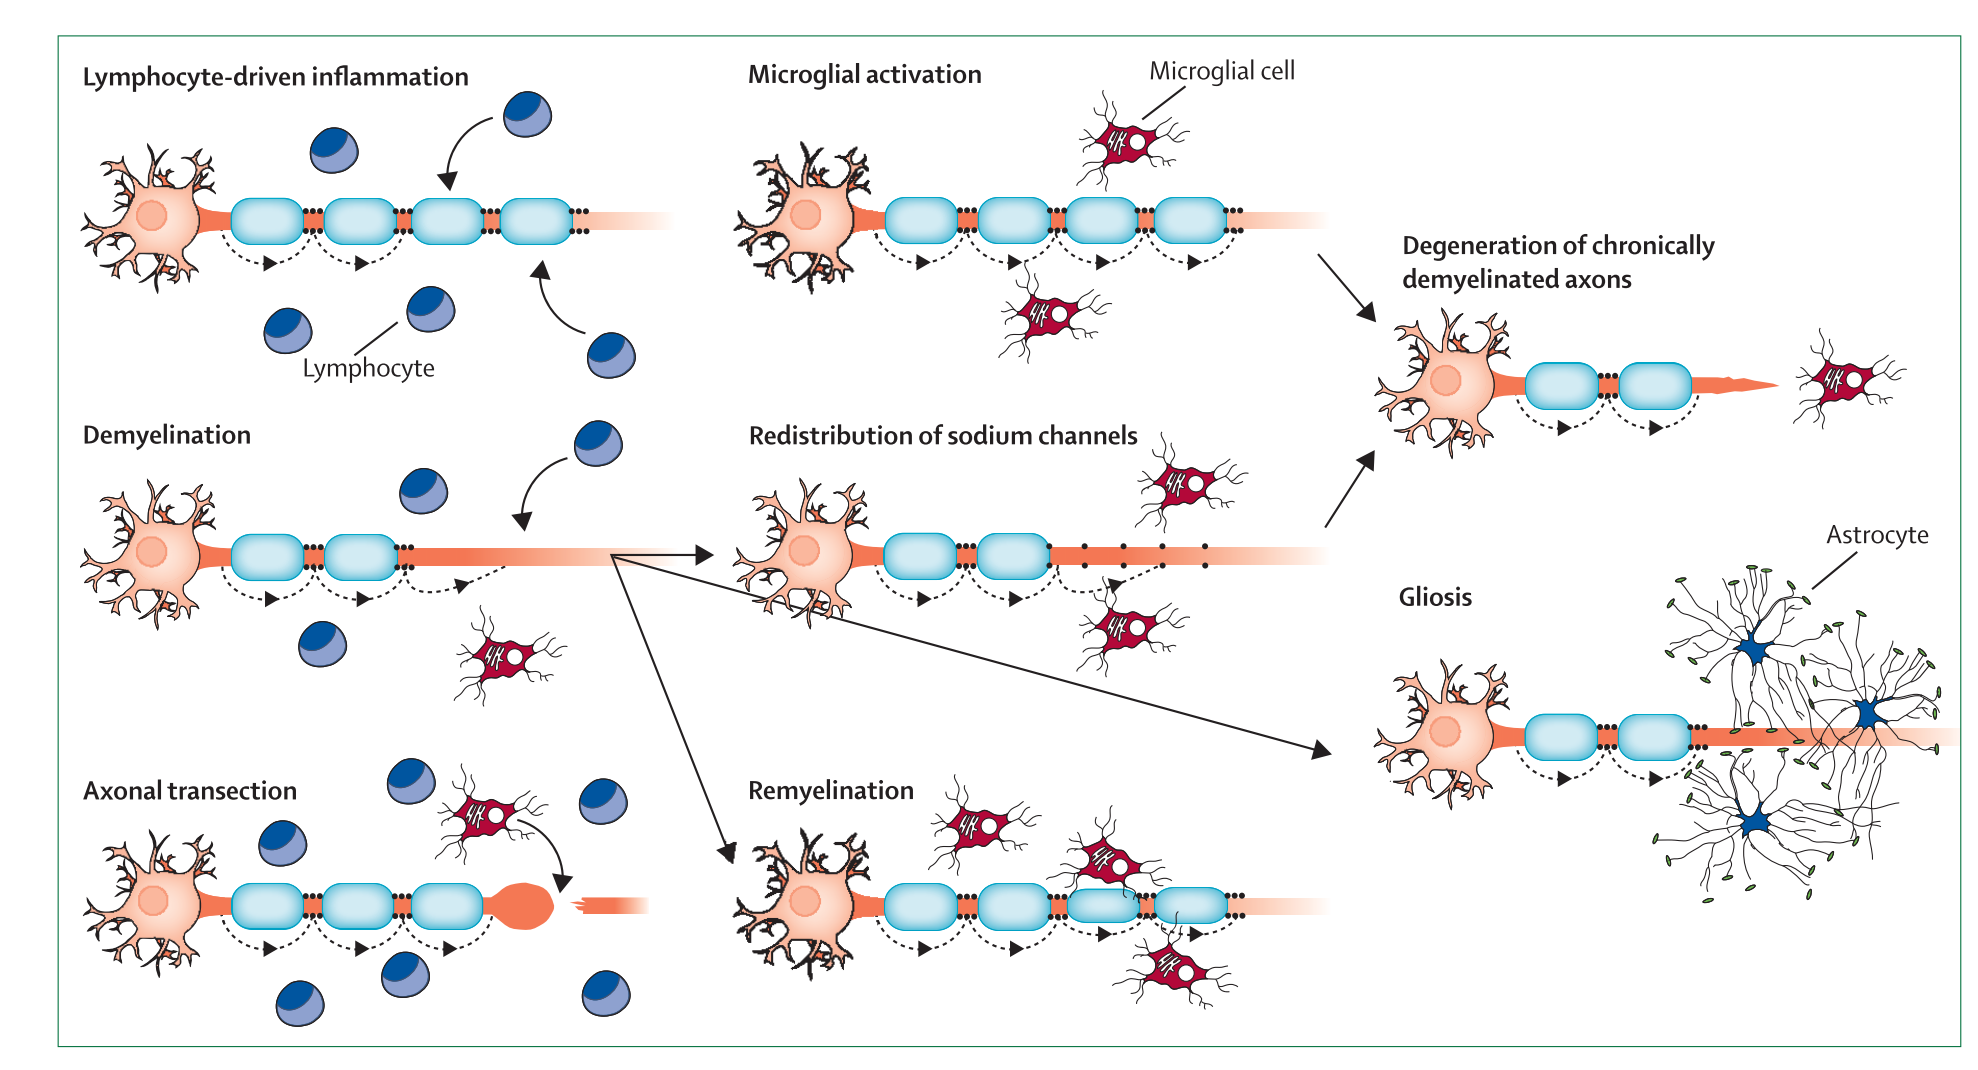 Lymphocyte-driven inflammation
Lymphocyte
Demyelination
Axonal transection
Microglial activation
Microglial cell
Redistribution of sodium channels
Remyelination
Degeneration of chronically
demyelinated axons
Gliosis
Astrocyte